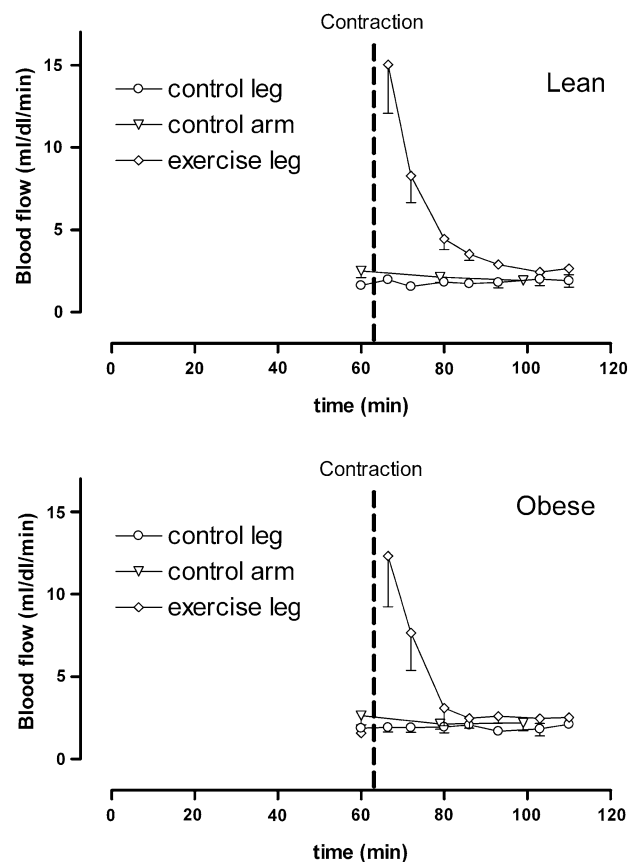 Contraction
Lean
Blood flow (ml/dl/min)
15
10
5
0
control leg
control arm
exercise leg
0 20 40 60 80 100 120
time (min)
Contraction
Obese
Blood flow (ml/dl/min)
15
10
5
0
control leg
control arm
exercise leg
0 20 40 60 80 100 120
time (min)